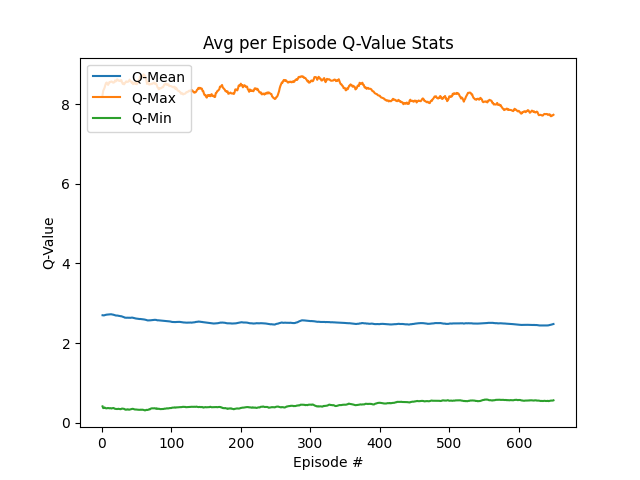 Avg per Episode Q-Value Stats
Q-Mean
Q-Max
Q-Min
Q-Value
8
6
4
2
0
0 100 200 300 400 500 600
Episode #